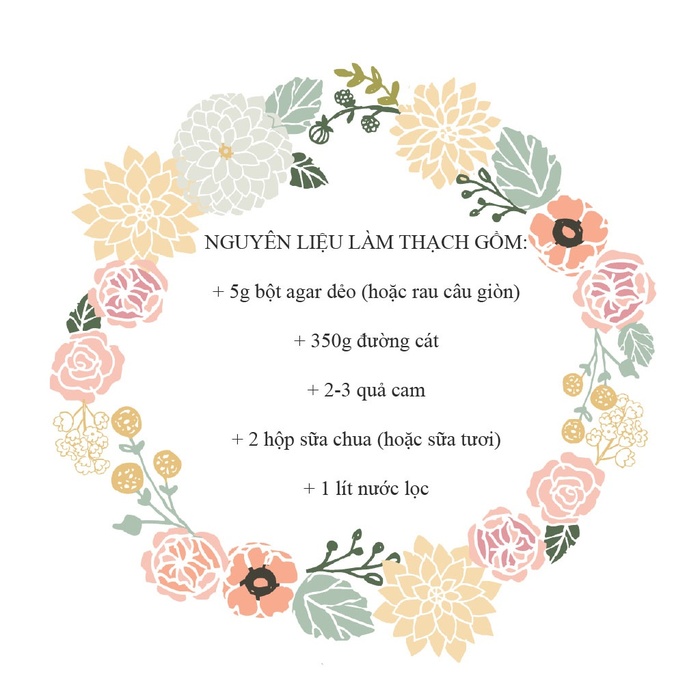 NGUYÊN LIỆU LÀM THẠCH GỒM:
+ 5g bột agar dẻo (hoặc rau câu giòn)
+ 350g đường cát
+ 2-3 quả cam
+ 2 hộp sữa chua (hoặc sữa tươi)
+ 1 lít nước lọc